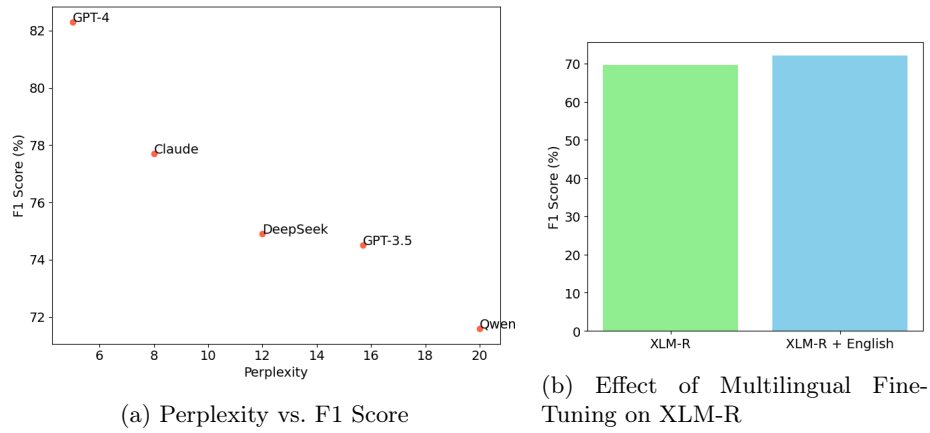 GPT-4
Claude
DeepSeek
GPT-3.5
Qwen
82
80
78
76
74
72
F1 Score (%)
6 8 10 12 14 16 18 20
Perplexity
(a) Perplexity vs. F1 Score
70
60
50
40
30
20
10
0
F1 Score (%)
XLM-R XLM-R + English
(b) Effect of Multilingual Fine-
Tuning on XLM-R